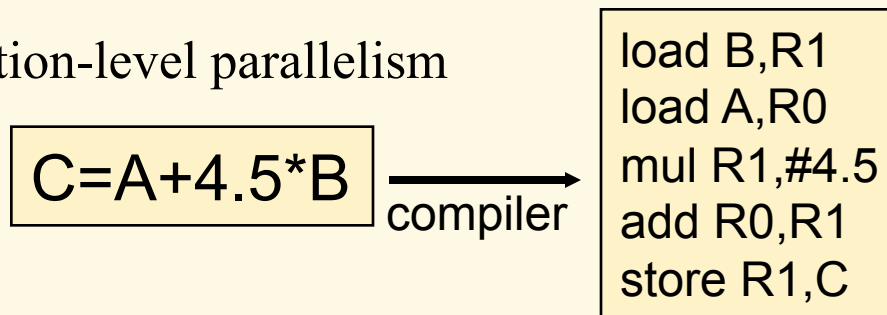 tion-level parallelism
C=A+4.5*B
compiler
load B,R1
load A,R0
mul R1,#4.5
add R0,R1
store R1,C